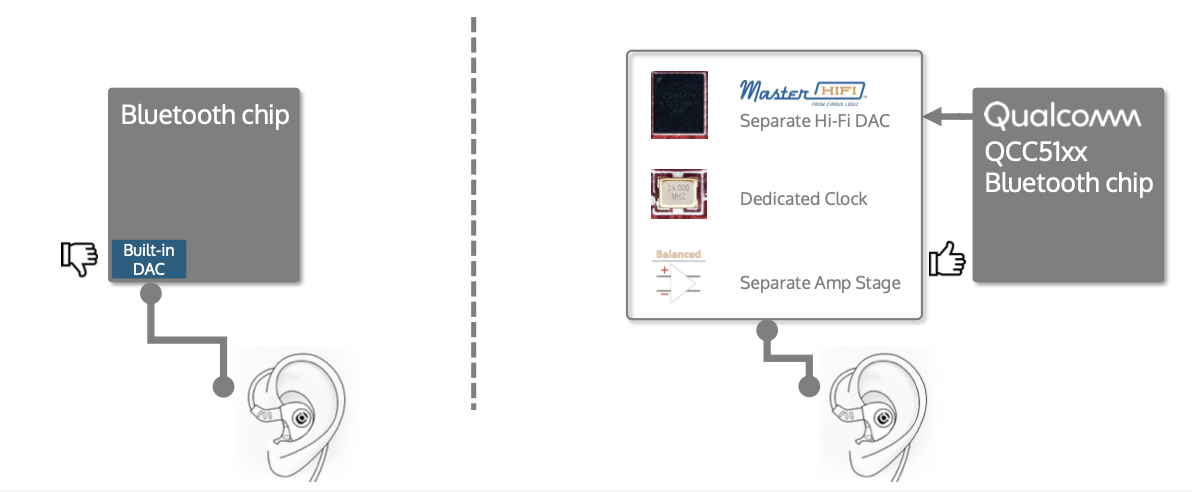 Bluetooth chip
Built-in
DAC
Master HIFI
FROM CIRRUS LOGIC
Separate Hi-Fi DAC
24.000
MHZ
Dedicated Clock
Balanced
+
−
Separate Amp Stage
Qualcomm
QCC51xx
Bluetooth chip